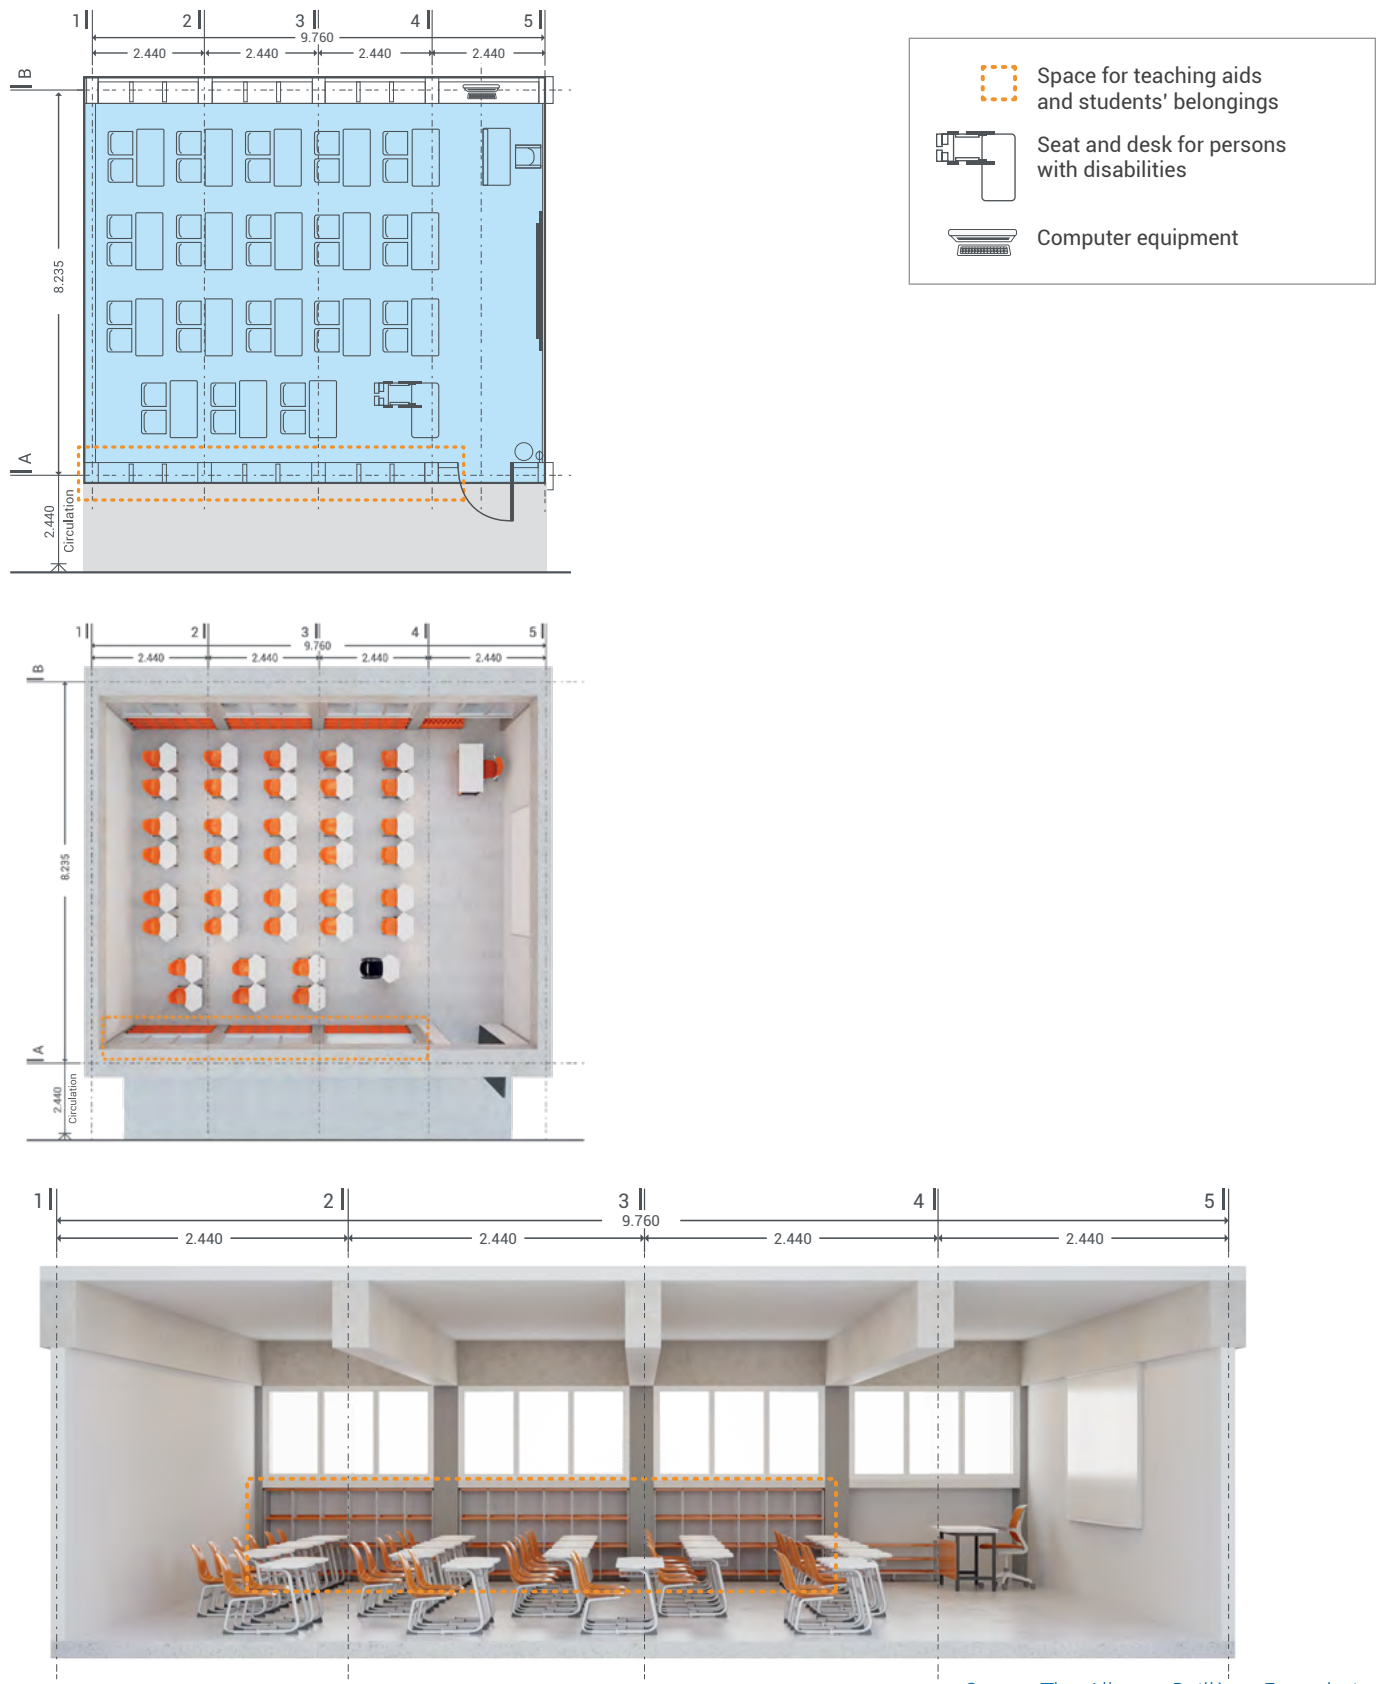 1 2 3 4 5
9.760
2.440 2.440 2.440 2.440
B
8.235
A
2.440
Circulation
Space for teaching aids
and students' belongings
Seat and desk for persons
with disabilities
Computer equipment
1 2 3 4 5
9.760
2.440 2.440 2.440 2.440
B
8.235
A
2.440
Circulation
1 2 3 4 5
9.760
2.440 2.440 2.440 2.440